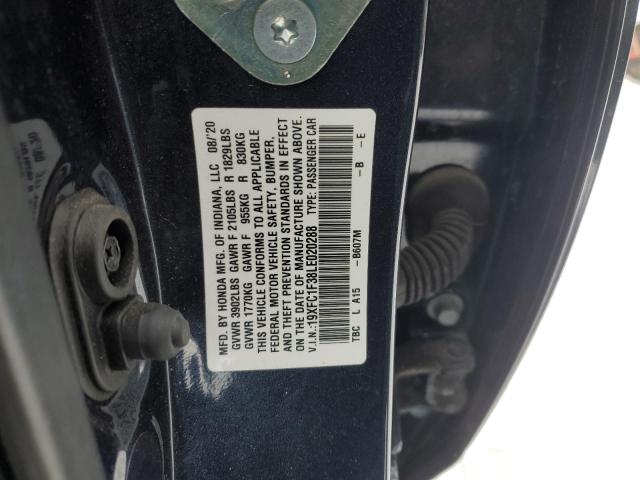 MFD. BY HONDA MFG. OF INDIANA, LLC 08/'20
GVWR 3902LBS GAWR F 2105LBS R 1829LBS
GVWR 1770KG GAWR F 955KG R 830KG
THIS VEHICLE CONFORMS TO ALL APPLICABLE
FEDERAL MOTOR VEHICLE SAFETY, BUMPER,
AND THEFT PREVENTION STANDARDS IN EFFECT
ON THE DATE OF MANUFACTURE SHOWN ABOVE.
V.I.N.:19XFC1F38LE020288 TYPE: PASSENGER CAR
TBC L A15 -B607M -B -E